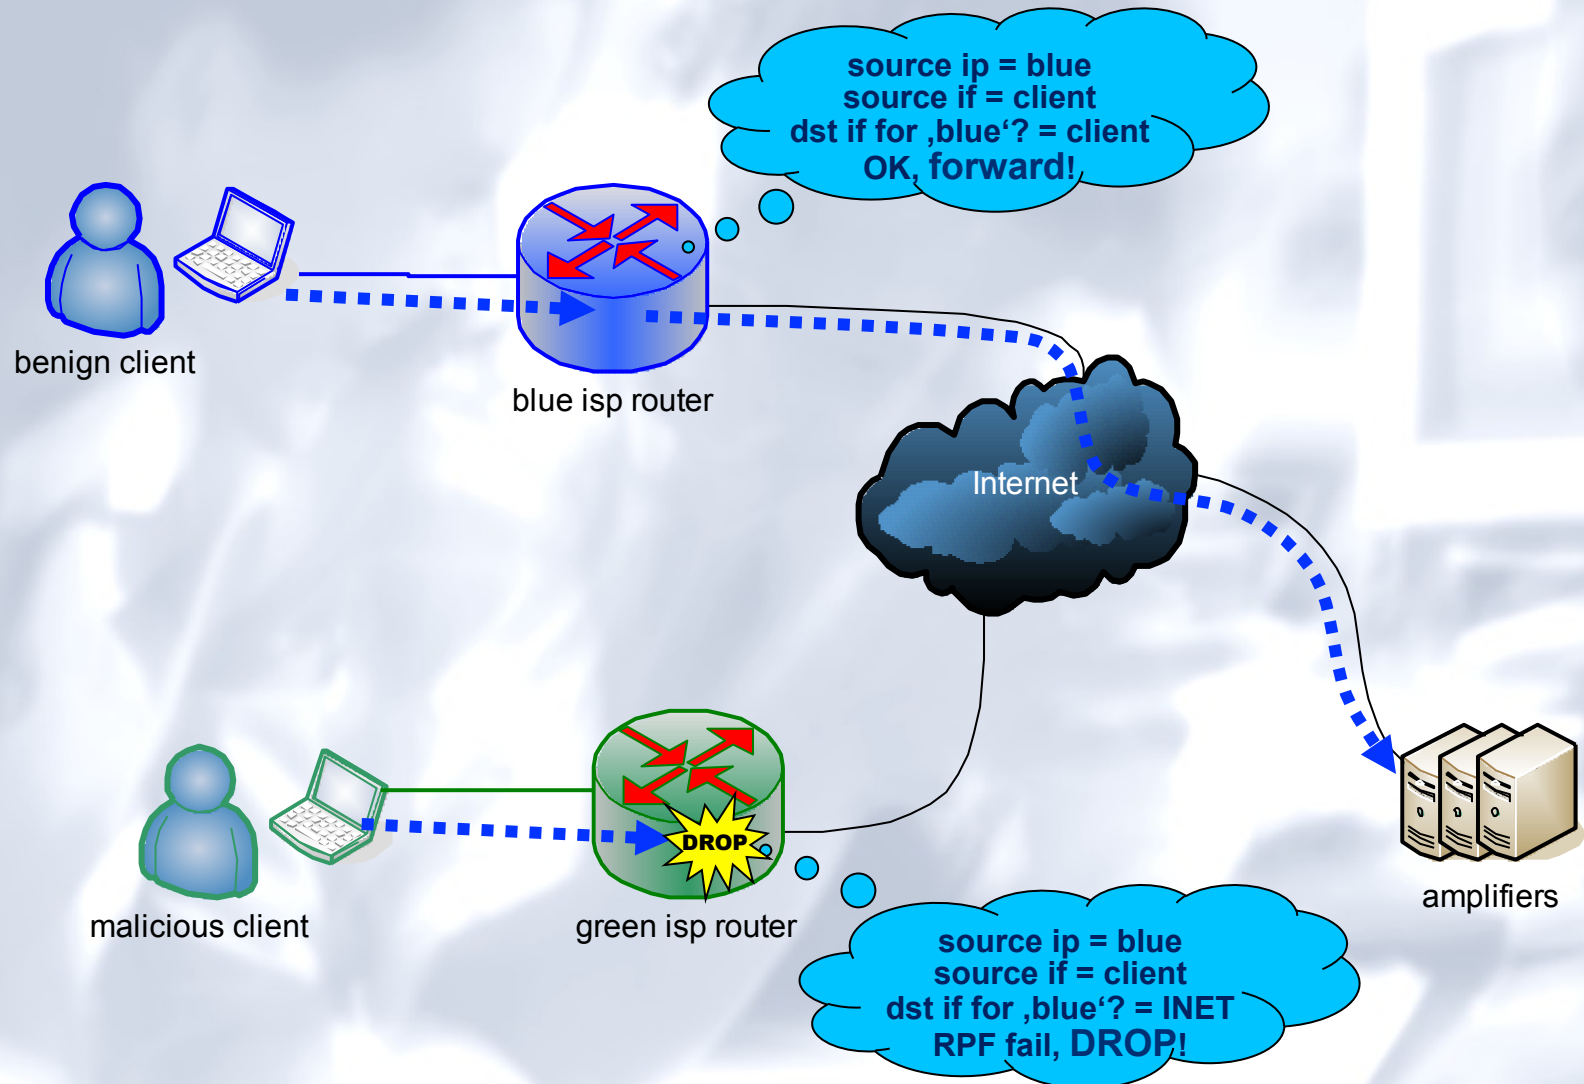 source ip = blue
source if = client
dst if for ‚blue‘? = client
OK, forward!
benign client
blue isp router
Internet
DROP
malicious client
green isp router
amplifiers
source ip = blue
source if = client
dst if for ‚blue‘? = INET
RPF fail, DROP!